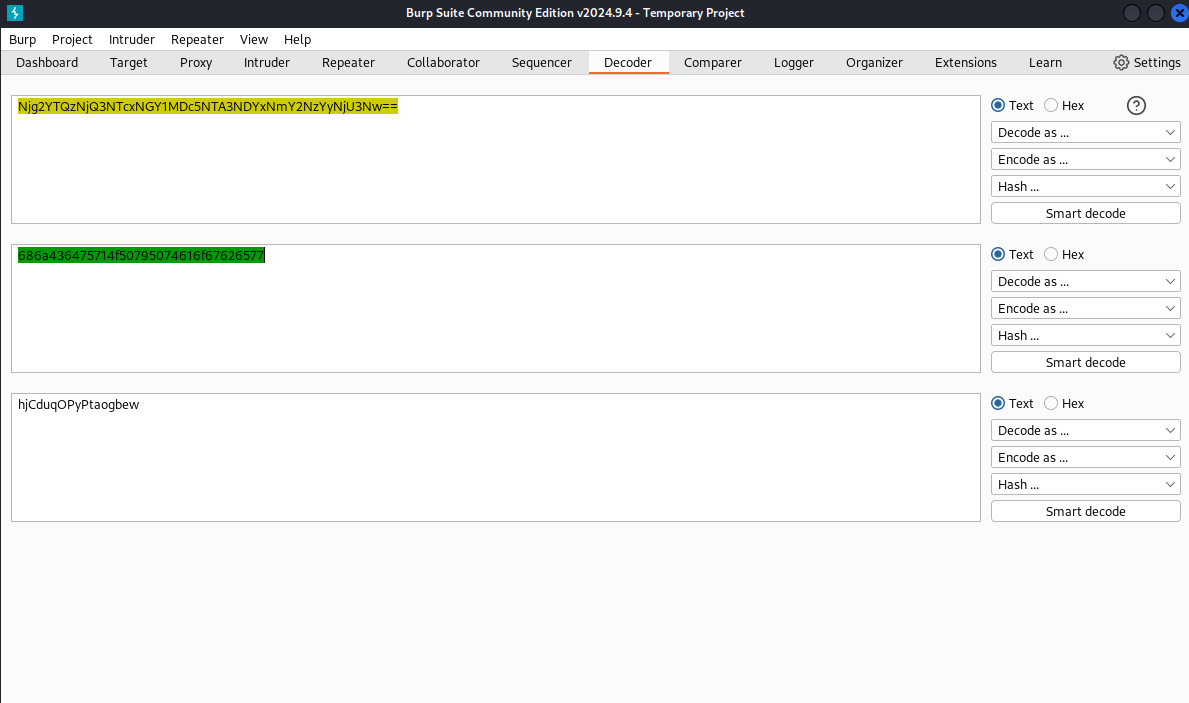 Burp Suite Community Edition v2024.9.4 - Temporary Project
Burp Project Intruder Repeater View Help
Dashboard Target Proxy Intruder Repeater Collaborator Sequencer Decoder Comparer Logger Organizer Extensions Learn Settings
Njg2YTQzNjQ3NTcxNGY1MDc5NTA3NDYxNmY2NzYyNjU3Nw==
Text Hex ?
Decode as ...
Encode as ...
Hash ...
Smart decode
686a436475714f50795074616f67626577
Text Hex
Decode as ...
Encode as ...
Hash ...
Smart decode
hjCduqOPyPtaogbew
Text Hex
Decode as ...
Encode as ...
Hash ...
Smart decode